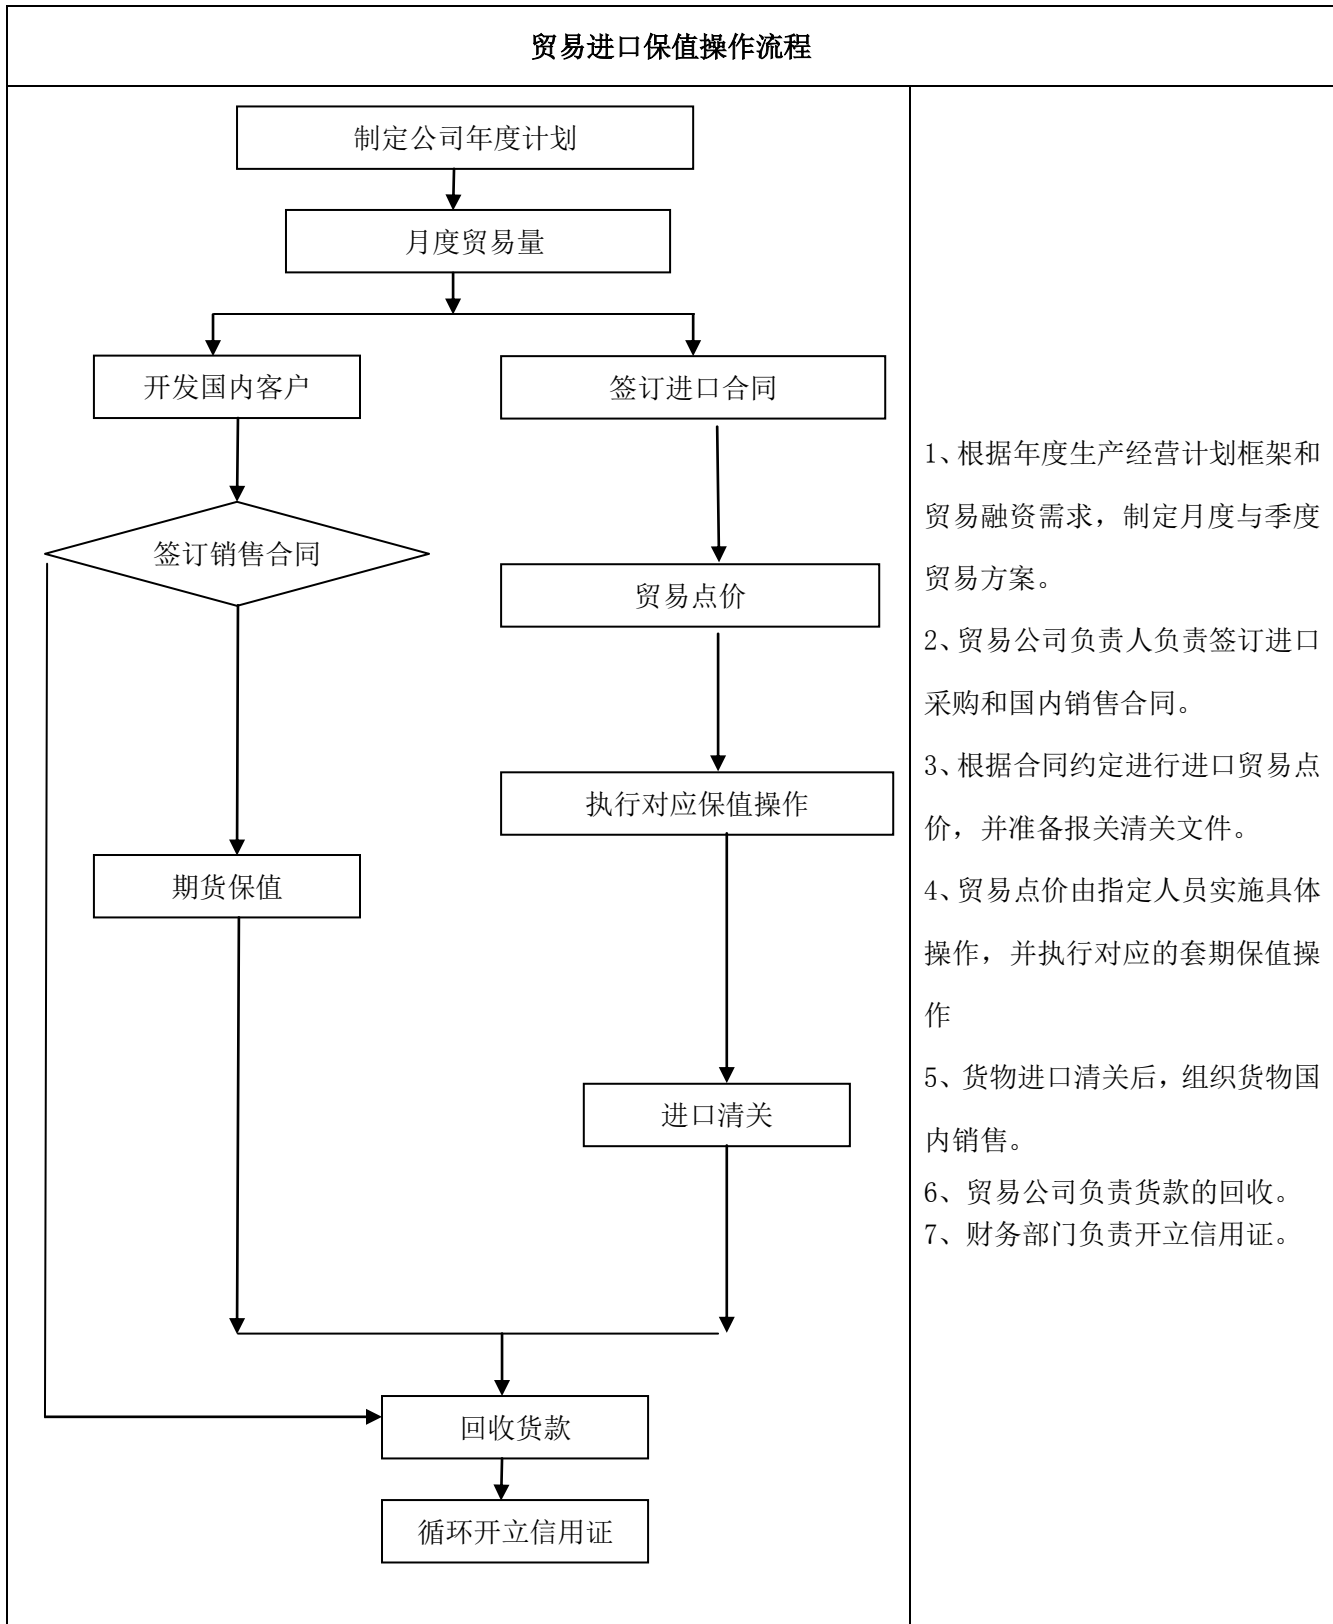 贸易进口保值操作流程
制定公司年度计划
月度贸易量
开发国内客户
签订进口合同
签订销售合同
贸易点价
执行对应保值操作
期货保值
进口清关
回收货款
循环开立信用证
1、根据年度生产经营计划框架和
贸易融资需求，制定月度与季度
贸易方案。
2、贸易公司负责人负责签订进口
采购和国内销售合同。
3、根据合同约定进行进口贸易点
价，并准备报关清关文件。
4、贸易点价由指定人员实施具体
操作，并执行对应的套期保值操
作
5、货物进口清关后，组织货物国
内销售。
6、贸易公司负责货款的回收。
7、财务部门负责开立信用证。